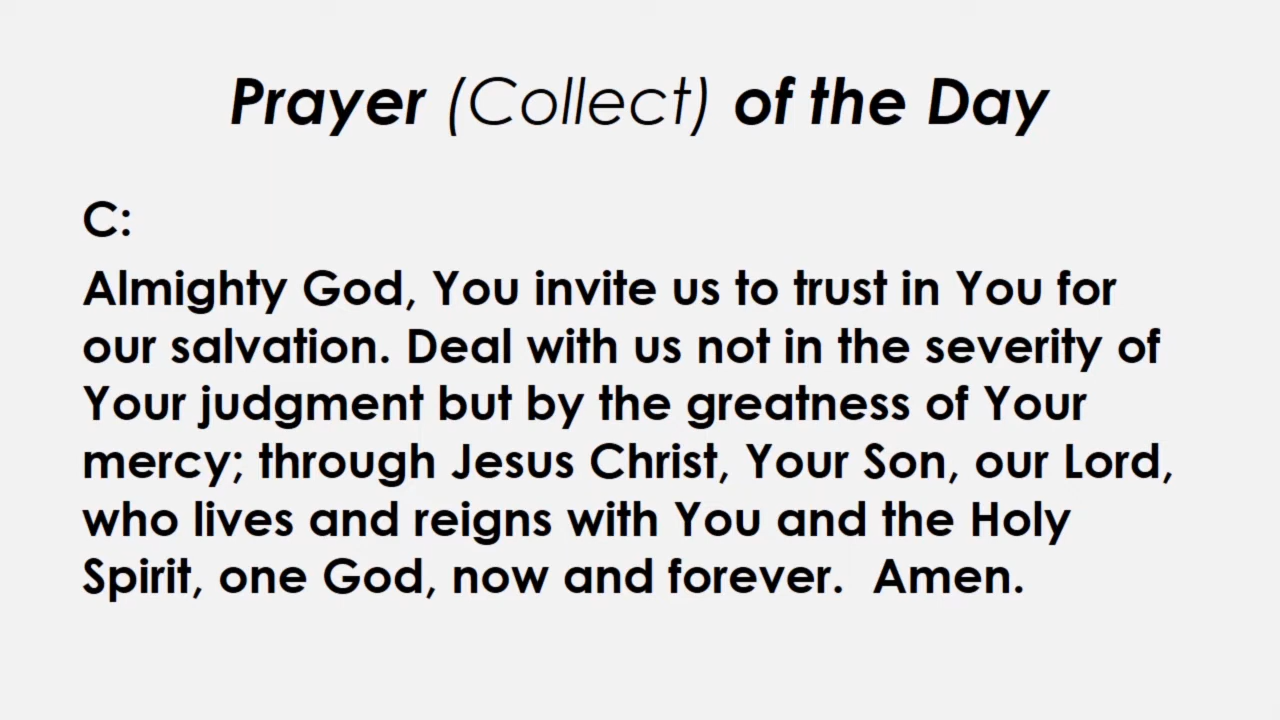 Prayer (Collect) of the Day
C:
Almighty God, You invite us to trust in You for
our salvation. Deal with us not in the severity of
Your judgment but by the greatness of Your
mercy; through Jesus Christ, Your Son, our Lord,
who lives and reigns with You and the Holy
Spirit, one God, now and forever.  Amen.